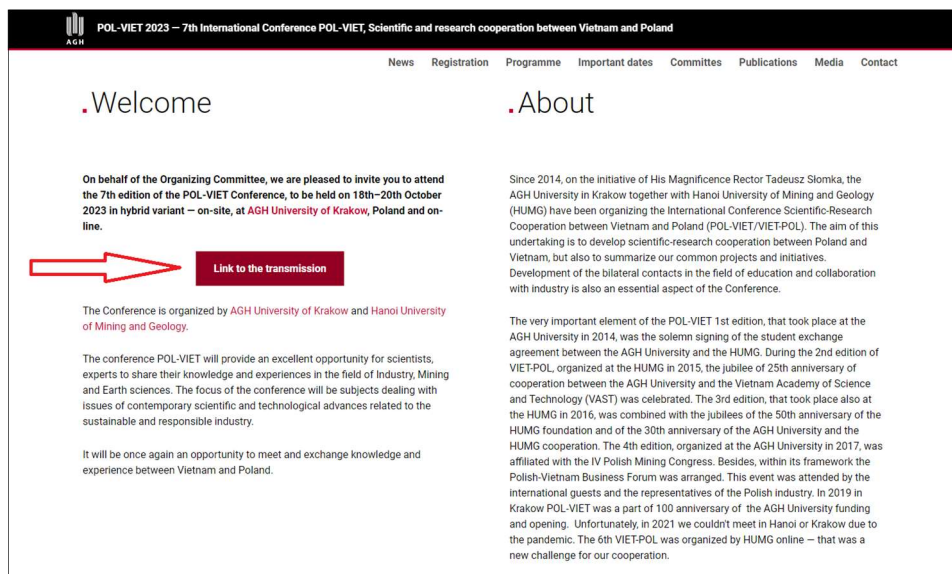 AGH
POL-VIET 2023 — 7th International Conference POL-VIET, Scientific and research cooperation between Vietnam and Poland
News Registration Programme Important dates Committes Publications Media Contact
.Welcome
On behalf of the Organizing Committee, we are pleased to invite you to attend
the 7th edition of the POL-VIET Conference, to be held on 18th–20th October
2023 in hybrid variant — on-site, at AGH University of Krakow, Poland and on-
line.
Link to the transmission
The Conference is organized by AGH University of Krakow and Hanoi University
of Mining and Geology.
The conference POL-VIET will provide an excellent opportunity for scientists,
experts to share their knowledge and experiences in the field of Industry, Mining
and Earth sciences. The focus of the conference will be subjects dealing with
issues of contemporary scientific and technological advances related to the
sustainable and responsible industry.
It will be once again an opportunity to meet and exchange knowledge and
experience between Vietnam and Poland.
.About
Since 2014, on the initiative of His Magnificence Rector Tadeusz Słomka, the
AGH University in Krakow together with Hanoi University of Mining and Geology
(HUMG) have been organizing the International Conference Scientific-Research
Cooperation between Vietnam and Poland (POL-VIET/VIET-POL). The aim of this
undertaking is to develop scientific-research cooperation between Poland and
Vietnam, but also to summarize our common projects and initiatives.
Development of the bilateral contacts in the field of education and collaboration
with industry is also an essential aspect of the Conference.
The very important element of the POL-VIET 1st edition, that took place at the
AGH University in 2014, was the solemn signing of the student exchange
agreement between the AGH University and the HUMG. During the 2nd edition of
VIET-POL, organized at the HUMG in 2015, the jubilee of 25th anniversary of
cooperation between the AGH University and the Vietnam Academy of Science
and Technology (VAST) was celebrated. The 3rd edition, that took place also at
the HUMG in 2016, was combined with the jubilees of the 50th anniversary of the
HUMG foundation and of the 30th anniversary of the AGH University and the
HUMG cooperation. The 4th edition, organized at the AGH University in 2017, was
affiliated with the IV Polish Mining Congress. Besides, within its framework the
Polish-Vietnam Business Forum was arranged. This event was attended by the
international guests and the representatives of the Polish industry. In 2019 in
Krakow POL-VIET was a part of 100 anniversary of the AGH University funding
and opening. Unfortunately, in 2021 we couldn't meet in Hanoi or Krakow due to
the pandemic. The 6th VIET-POL was organized by HUMG online — that was a
new challenge for our cooperation.